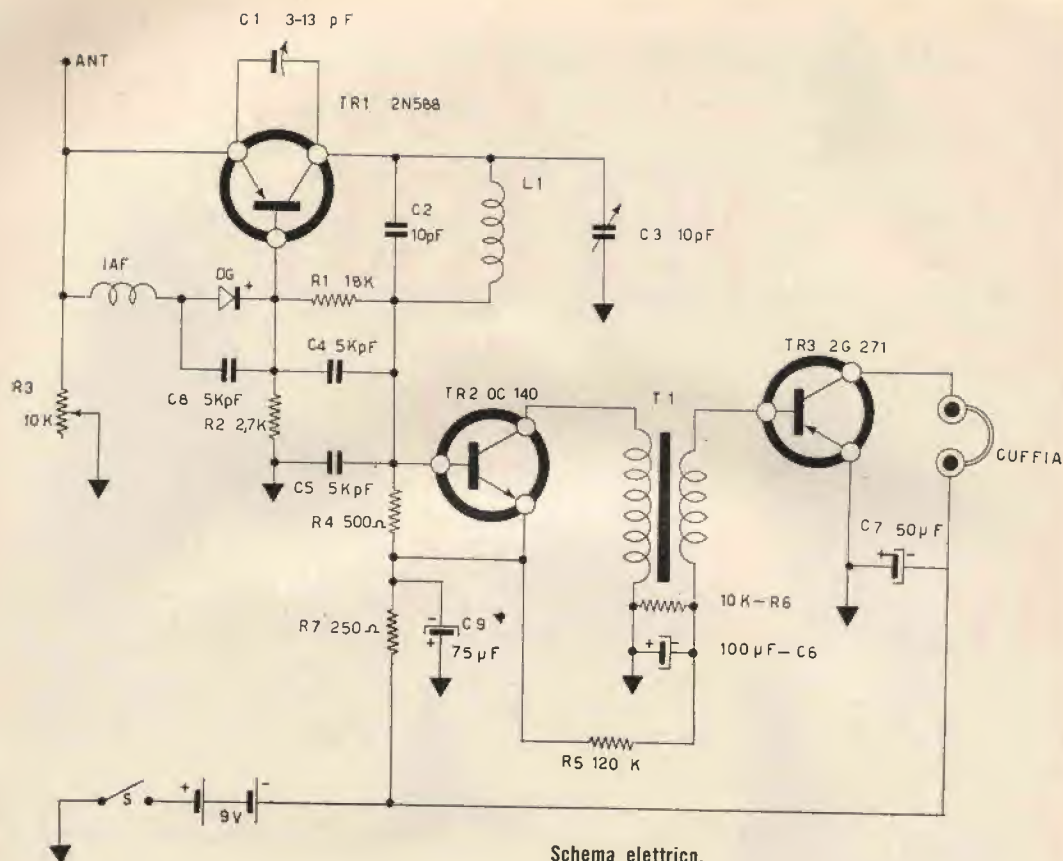 C1 3-13 pF
ANT
TR1 2N588
L1
C2
10pF
C3 10pF
IAF
DG
+
R1 18K
C4 5KpF
TR3 2G 271
R3
10K
C8 5KpF
R2 2,7K
TR2 OC 140
T1
CUFFIA
C5 5KpF
R4 500Ω
C7 50µF
+ -
10K-R6
R7 250Ω
- C9
+ 75µF
+ -
100µF-C6
R5 120 K
S
+ -
9V
Schema elettrico.